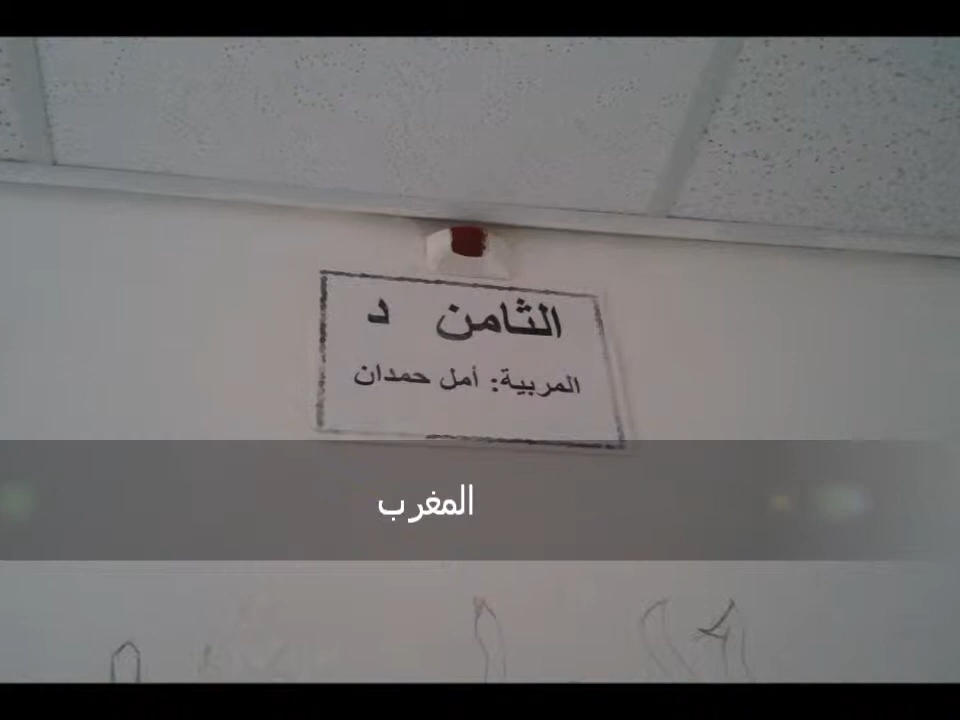 الثامن د
المربية: أمل حمدان
المغرب